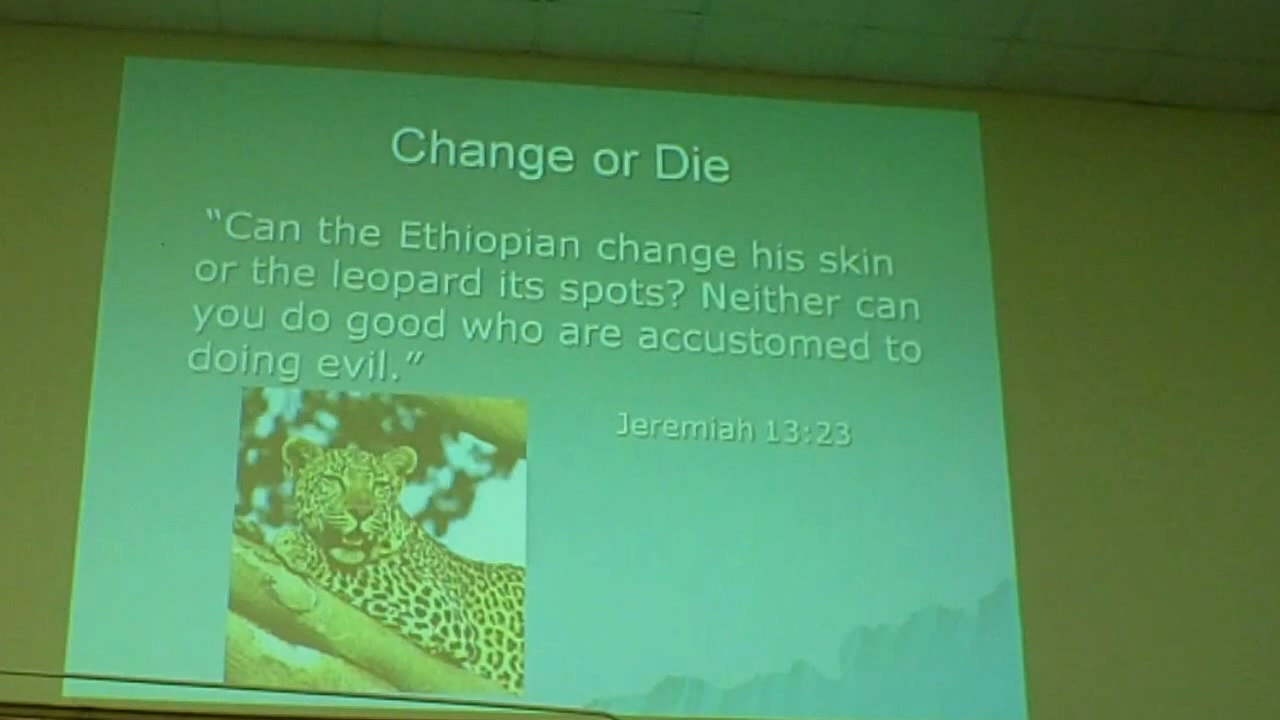 Change or Die
“Can the Ethiopian change his skin
or the leopard its spots? Neither can
you do good who are accustomed to
doing evil.”
Jeremiah 13:23